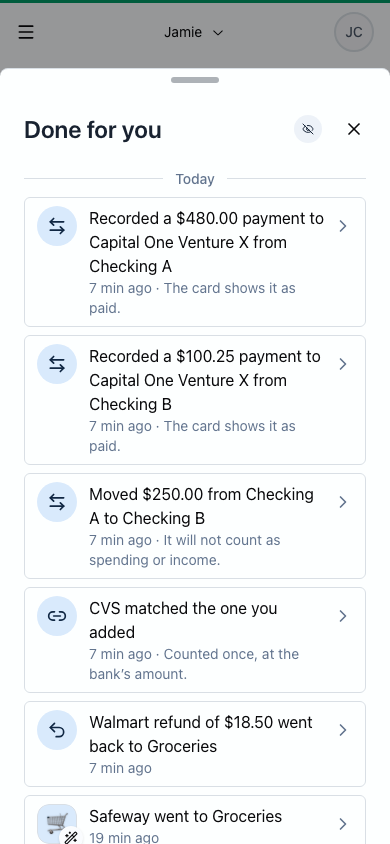 Jamie
JC
Done for you
Today
Recorded a $480.00 payment to
Capital One Venture X from
Checking A
7 min ago · The card shows it as
paid.
Recorded a $100.25 payment to
Capital One Venture X from
Checking B
7 min ago · The card shows it as
paid.
Moved $250.00 from Checking
A to Checking B
7 min ago · It will not count as
spending or income.
CVS matched the one you
added
7 min ago · Counted once, at the
bank's amount.
Walmart refund of $18.50 went
back to Groceries
7 min ago
Safeway went to Groceries
19 min ago